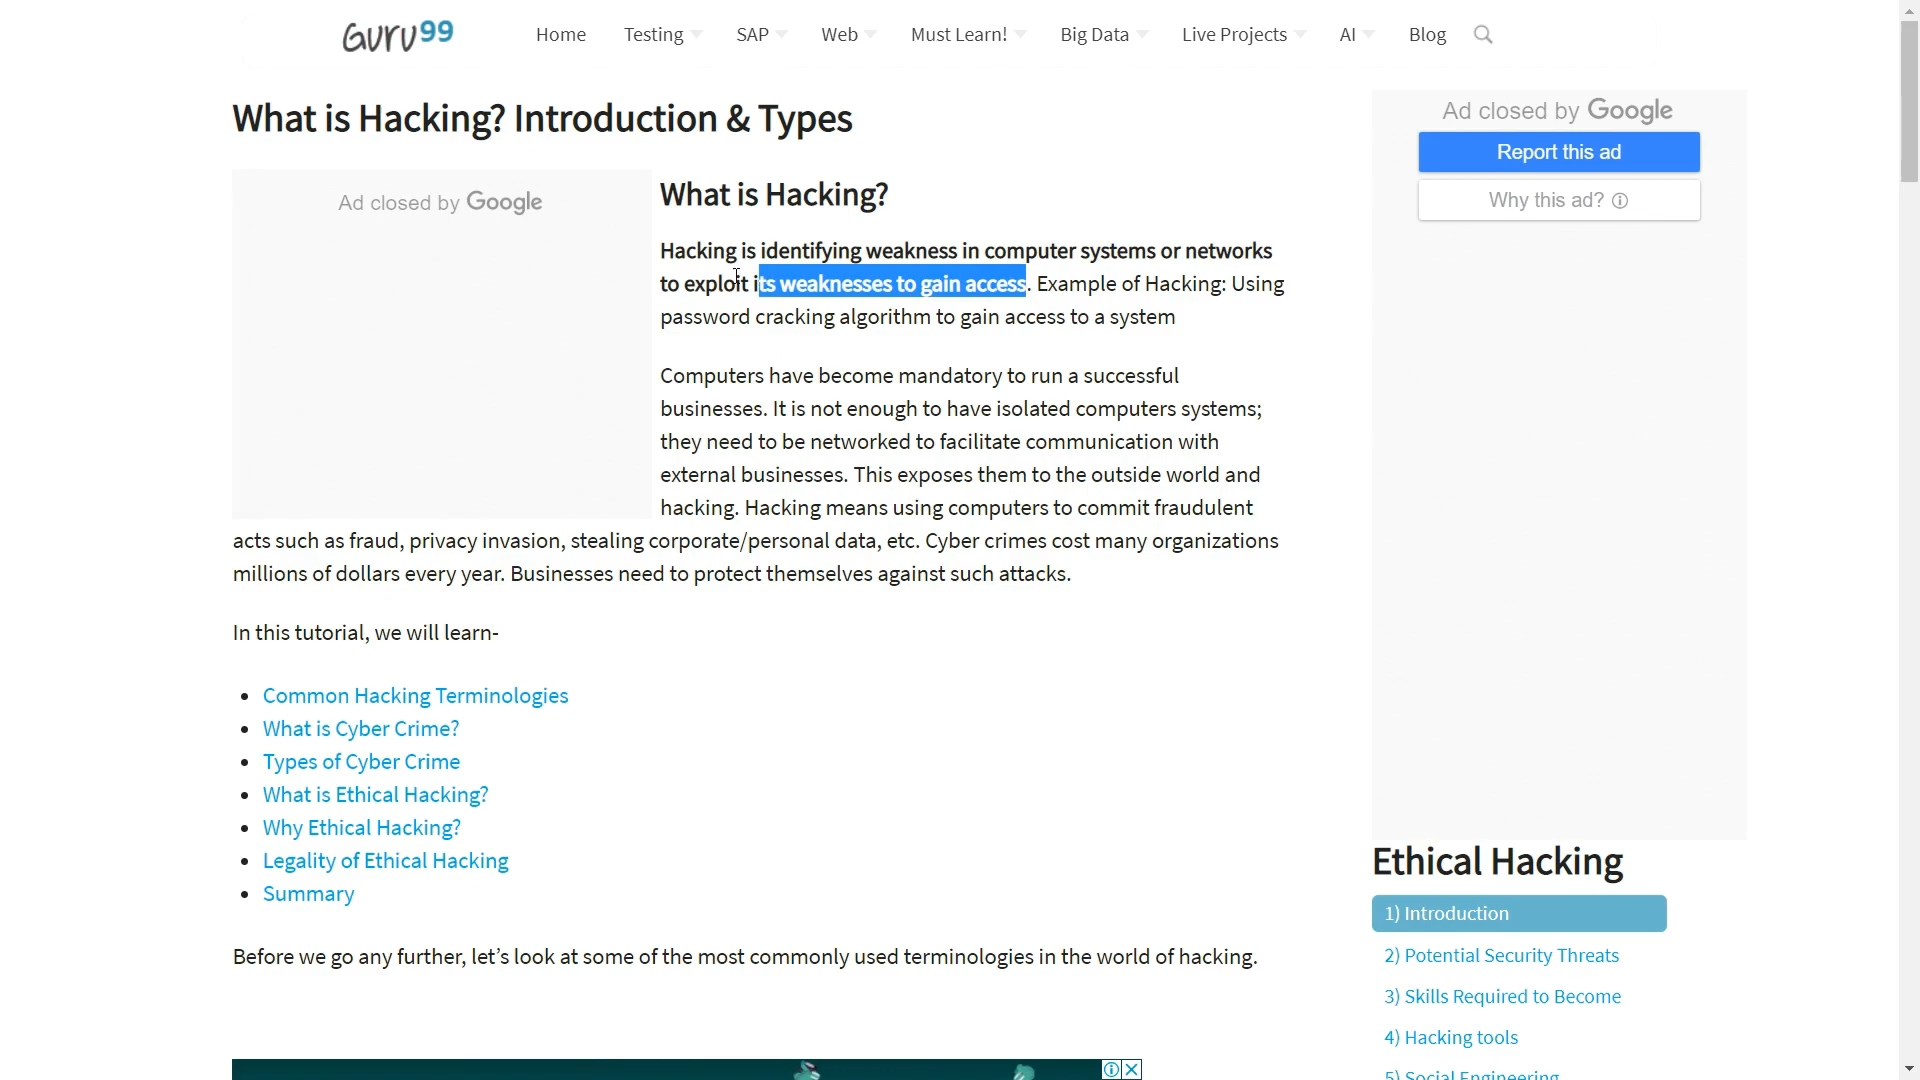 Guru99
Home Testing SAP Web Must Learn! Big Data Live Projects AI Blog
What is Hacking? Introduction & Types
Ad closed by Google
What is Hacking?
Hacking is identifying weakness in computer systems or networks
to exploit its weaknesses to gain access. Example of Hacking: Using
password cracking algorithm to gain access to a system
Computers have become mandatory to run a successful
businesses. It is not enough to have isolated computers systems;
they need to be networked to facilitate communication with
external businesses. This exposes them to the outside world and
hacking. Hacking means using computers to commit fraudulent
acts such as fraud, privacy invasion, stealing corporate/personal data, etc. Cyber crimes cost many organizations
millions of dollars every year. Businesses need to protect themselves against such attacks.
In this tutorial, we will learn-
Common Hacking Terminologies
What is Cyber Crime?
Types of Cyber Crime
What is Ethical Hacking?
Why Ethical Hacking?
Legality of Ethical Hacking
Summary
Before we go any further, let’s look at some of the most commonly used terminologies in the world of hacking.
Ad closed by Google
Report this ad
Why this ad?
Ethical Hacking
1) Introduction
2) Potential Security Threats
3) Skills Required to Become
4) Hacking tools
5) Social Engineering